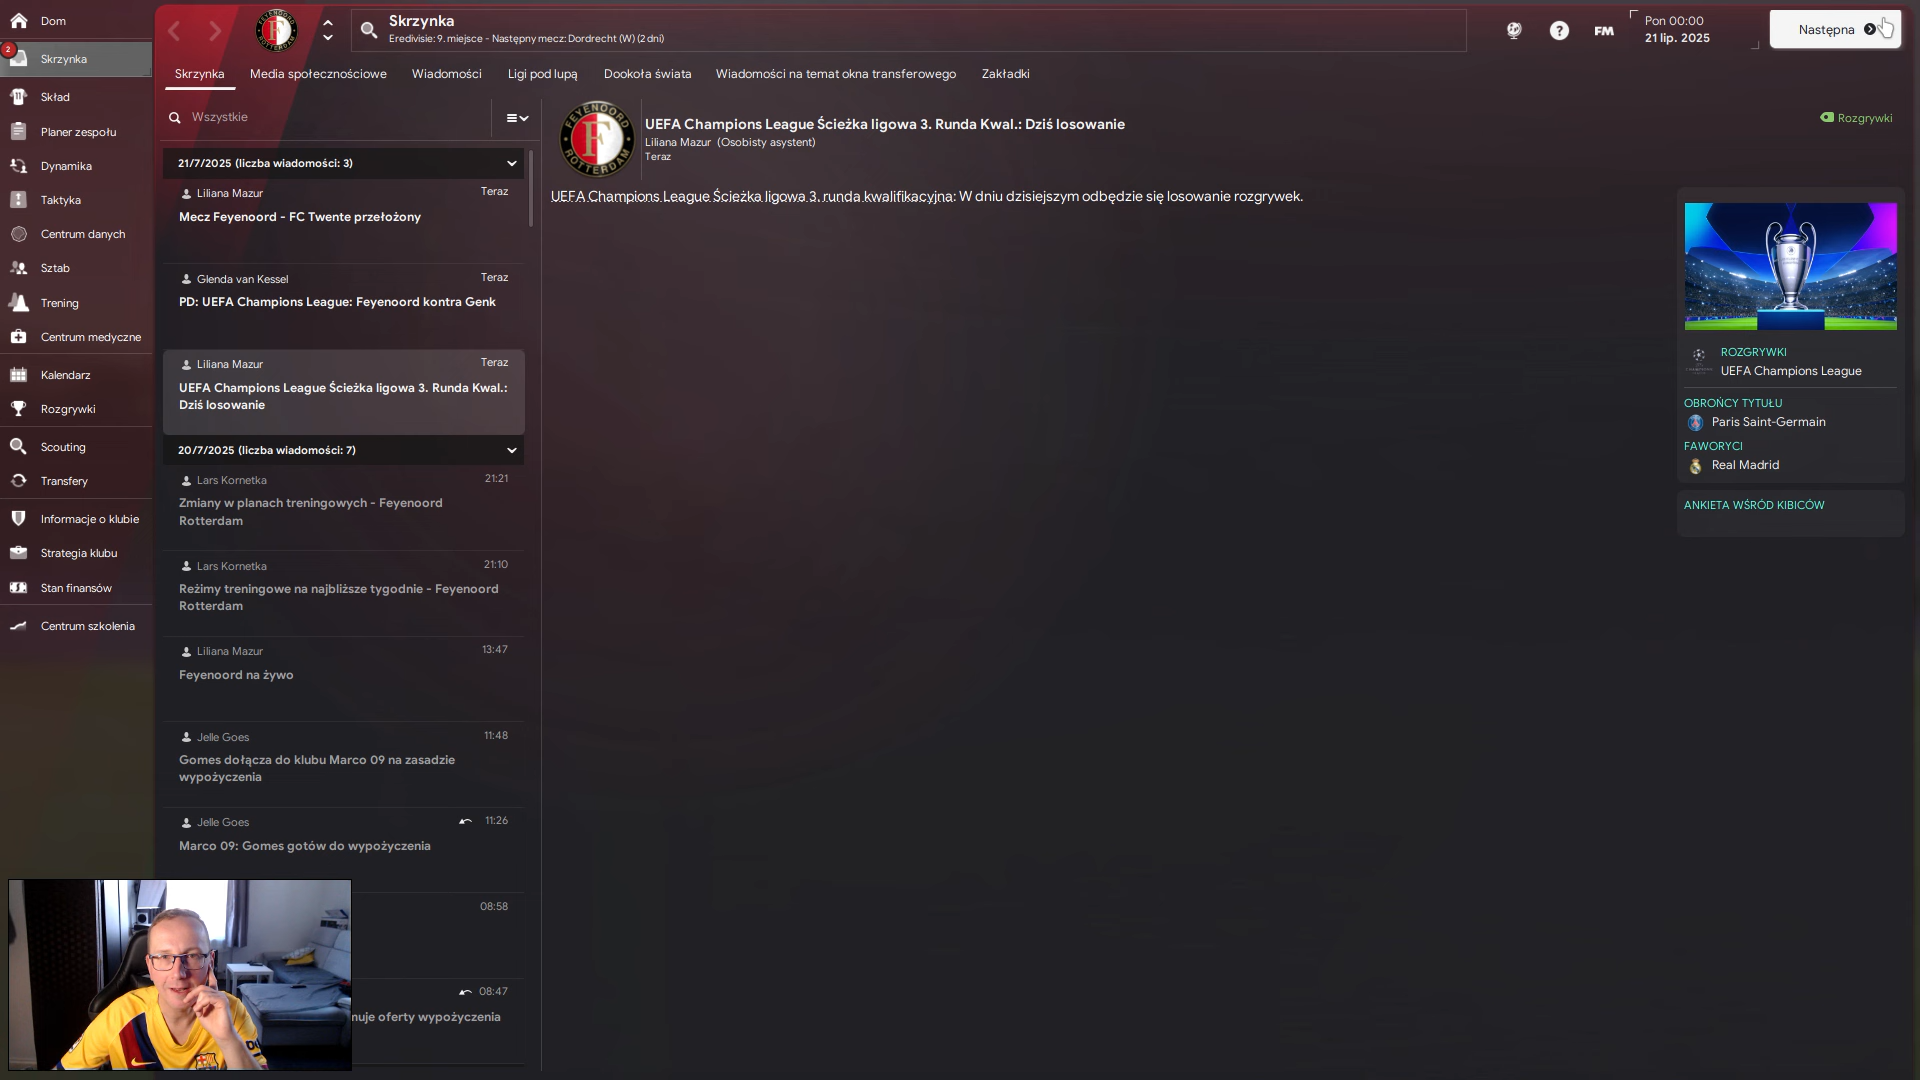 Dom
2
Skrzynka
Skład
Planer zespołu
Dynamika
Taktyka
Centrum danych
Sztab
Trening
Centrum medyczne
Kalendarz
Rozgrywki
Scouting
Transfery
Informacje o klubie
Strategia klubu
Stan finansów
Centrum szkolenia
Skrzynka
Eredivisie: 9. miejsce - Następny mecz: Dordrecht (W) (2 dni)
FM
Pon 00:00
21 lip. 2025
Następna
Skrzynka
Media społecznościowe
Wiadomości
Ligi pod lupą
Dookoła świata
Wiadomości na temat okna transferowego
Zakładki
Wszystkie
21/7/2025 (liczba wiadomości: 3)
Liliana Mazur
Teraz
Mecz Feyenoord - FC Twente przełożony
Glenda van Kessel
Teraz
PD: UEFA Champions League: Feyenoord kontra Genk
Liliana Mazur
Teraz
UEFA Champions League Ścieżka ligowa 3. Runda Kwal.:
Dziś losowanie
20/7/2025 (liczba wiadomości: 7)
Lars Kornetka
21:21
Zmiany w planach treningowych - Feyenoord
Rotterdam
Lars Kornetka
21:10
Reżimy treningowe na najbliższe tygodnie - Feyenoord
Rotterdam
Liliana Mazur
13:47
Feyenoord na żywo
Jelle Goes
11:48
Gomes dołącza do klubu Marco 09 na zasadzie
wypożyczenia
Jelle Goes
11:26
Marco 09: Gomes gotów do wypożyczenia
08:58
08:47
nuje oferty wypożyczenia
FEYENOORD
F
ROTTERDAM
UEFA Champions League Ścieżka ligowa 3. Runda Kwal.: Dziś losowanie
Liliana Mazur (Osobisty asystent)
Teraz
Rozgrywki
UEFA Champions League Ścieżka ligowa 3. runda kwalifikacyjna: W dniu dzisiejszym odbędzie się losowanie rozgrywek.
ROZGRYWKI
UEFA Champions League
OBROŃCY TYTUŁU
Paris Saint-Germain
FAWORYCI
Real Madrid
ANKIETA WŚRÓD KIBICÓW